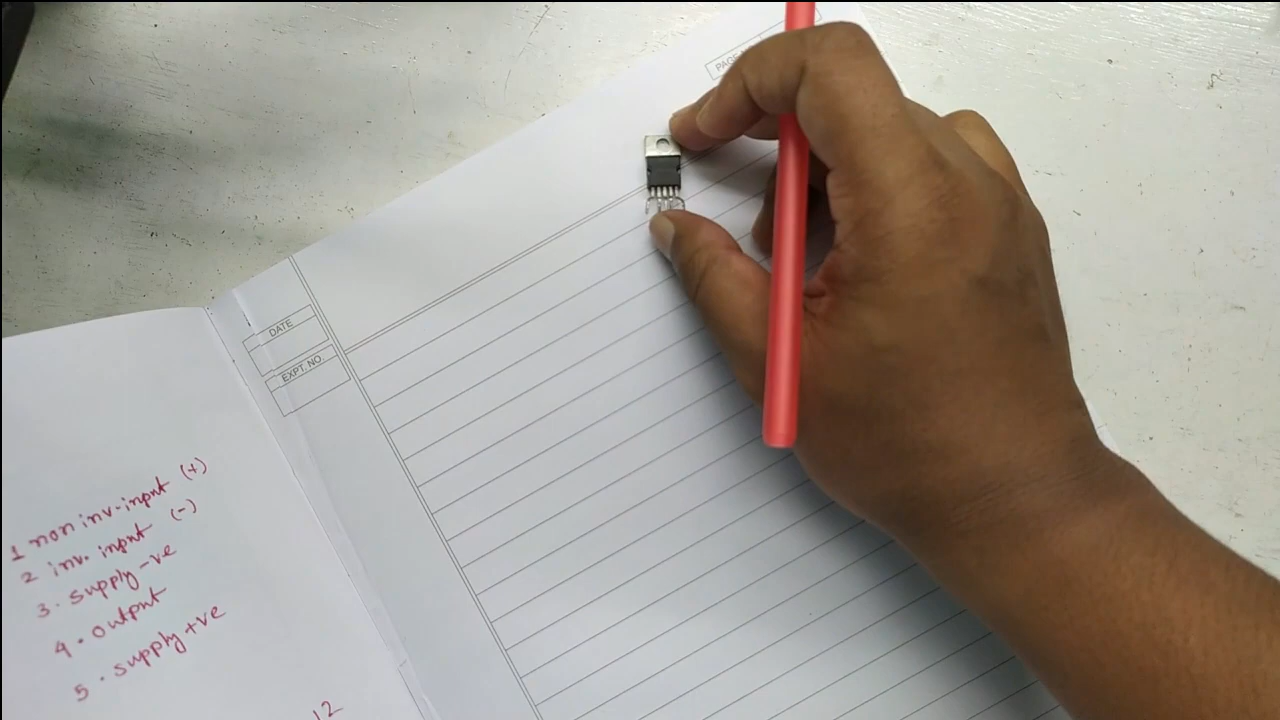 PAGE
DATE
EXPT. NO.
1 non inv-input (+)
2 inv. input (-)
3. supply-ve
4. output
5. supply+ve
12